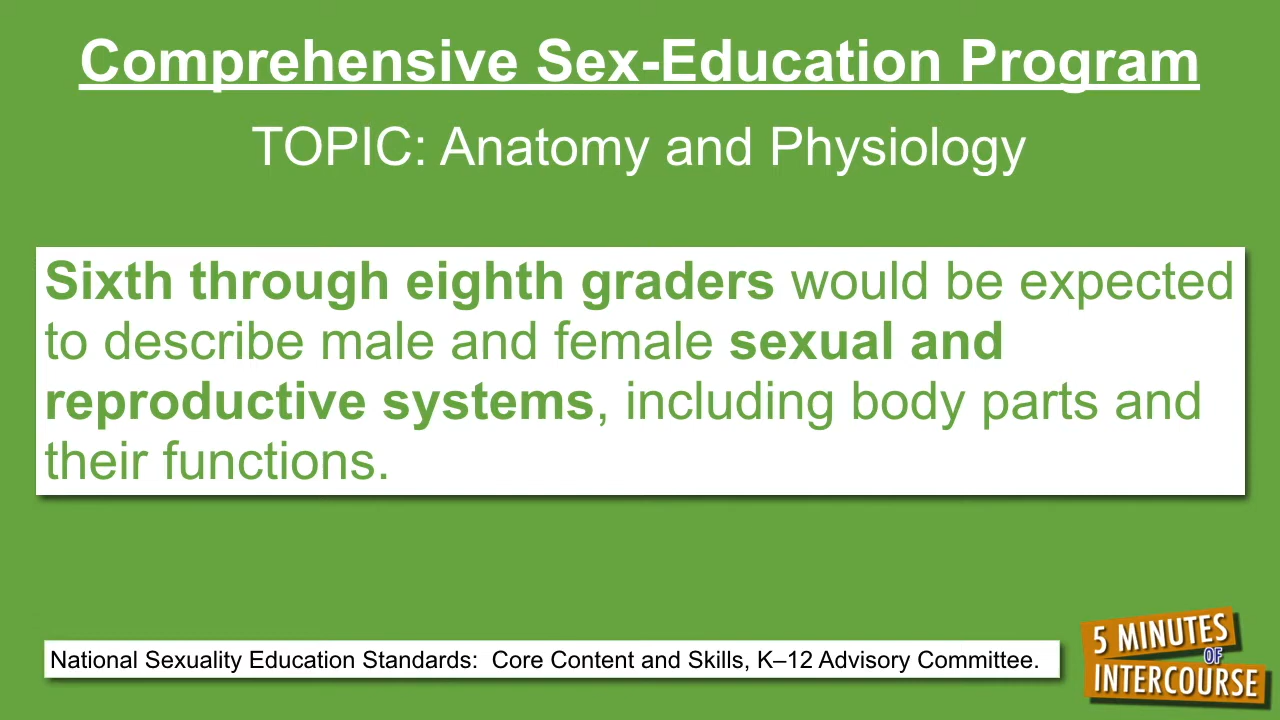 Comprehensive Sex-Education Program
TOPIC: Anatomy and Physiology
Sixth through eighth graders would be expected
to describe male and female sexual and
reproductive systems, including body parts and
their functions.
National Sexuality Education Standards:  Core Content and Skills, K–12 Advisory Committee.
5 MINUTES
OF
INTERCOURSE